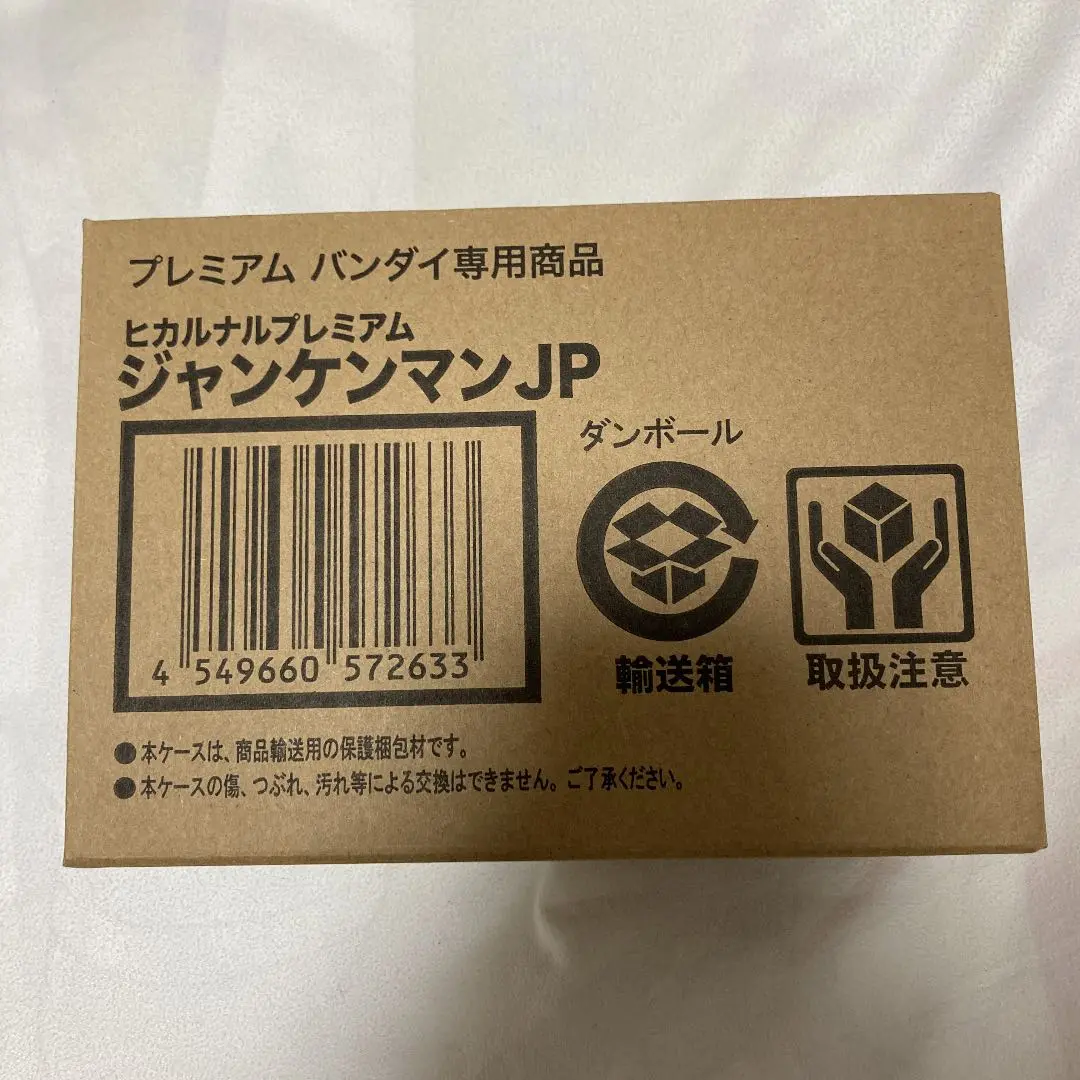 プレミアム バンダイ専用商品
ヒカルナルプレミアム
ジャンケンマンJP
ダンボール
4 549660 572633
輸送箱
取扱注意
●本ケースは、商品輸送用の保護梱包材です。
●本ケースの傷、つぶれ、汚れ等による交換はできません。ご了承ください。